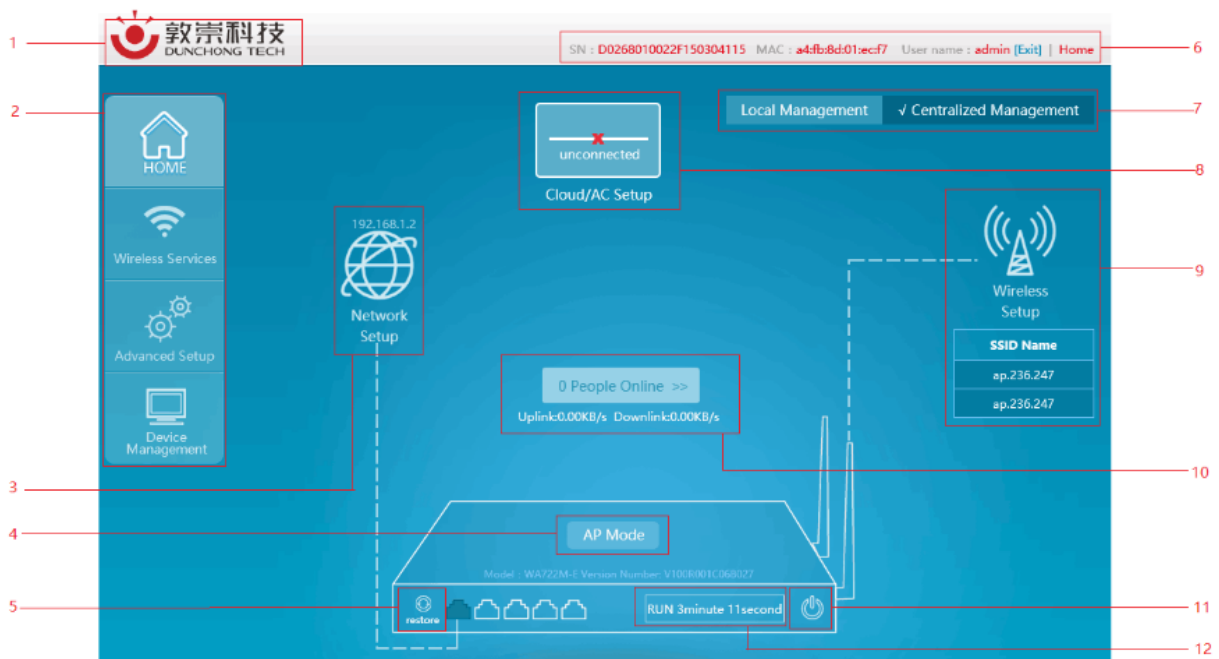 敦崇科技
DUNCHONG TECH
SN : D0268010022F150304115 MAC : a4:fb:8d:01:ec:f7 User name : admin [Exit] | Home
1
6
2
7
Local Management
√ Centralized Management
unconnected
Cloud/AC Setup
8
HOME
Wireless Services
Advanced Setup
Device
Management
192.168.1.2
Network
Setup
Wireless
Setup
9
SSID Name
ap.236.247
ap.236.247
0 People Online >>
Uplink:0.00KB/s Downlink:0.00KB/s
3
10
4
AP Mode
Model : WA722M-E Version Number: V100R001C06B027
5
restore
RUN 3minute 11second
11
12